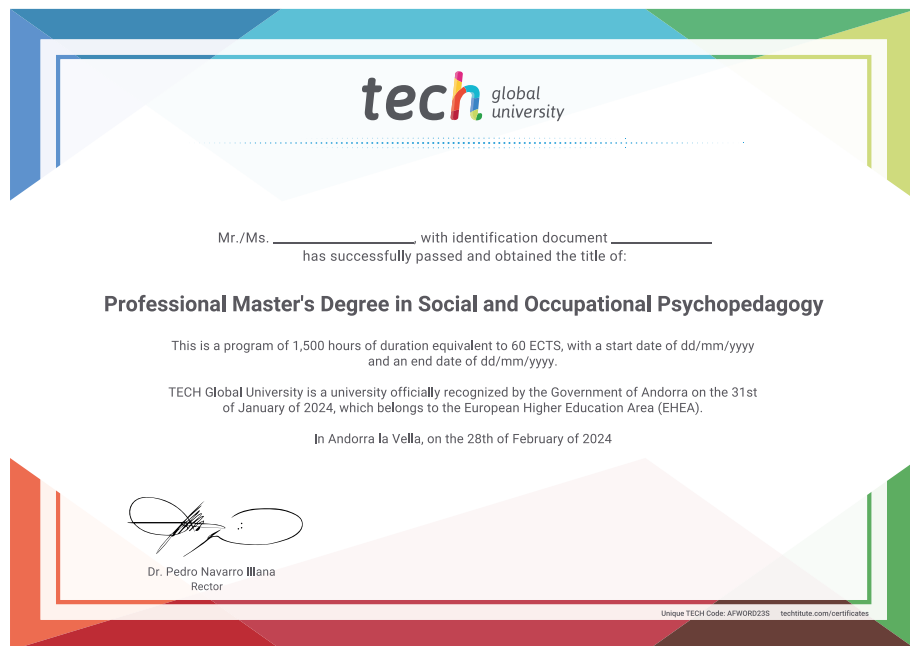 tech global university
Mr./Ms. ____________, with identification document ____________
has successfully passed and obtained the title of:
Professional Master's Degree in Social and Occupational Psychopedagogy
This is a program of 1,500 hours of duration equivalent to 60 ECTS, with a start date of dd/mm/yyyy
and an end date of dd/mm/yyyy.
TECH Global University is a university officially recognized by the Government of Andorra on the 31st
of January of 2024, which belongs to the European Higher Education Area (EHEA).
In Andorra la Vella, on the 28th of February of 2024
Dr. Pedro Navarro Illana
Rector
Unique TECH Code: AFWORD23S techtitute.com/certificates